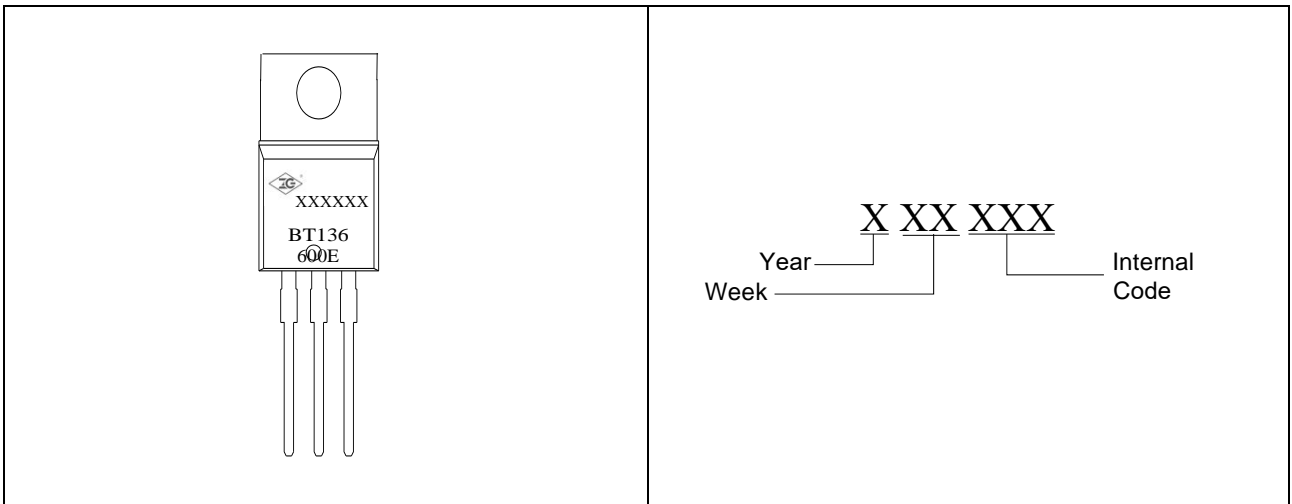 XXXXXX
BT136
600E
X XX XXX
Year
Week
Internal
Code